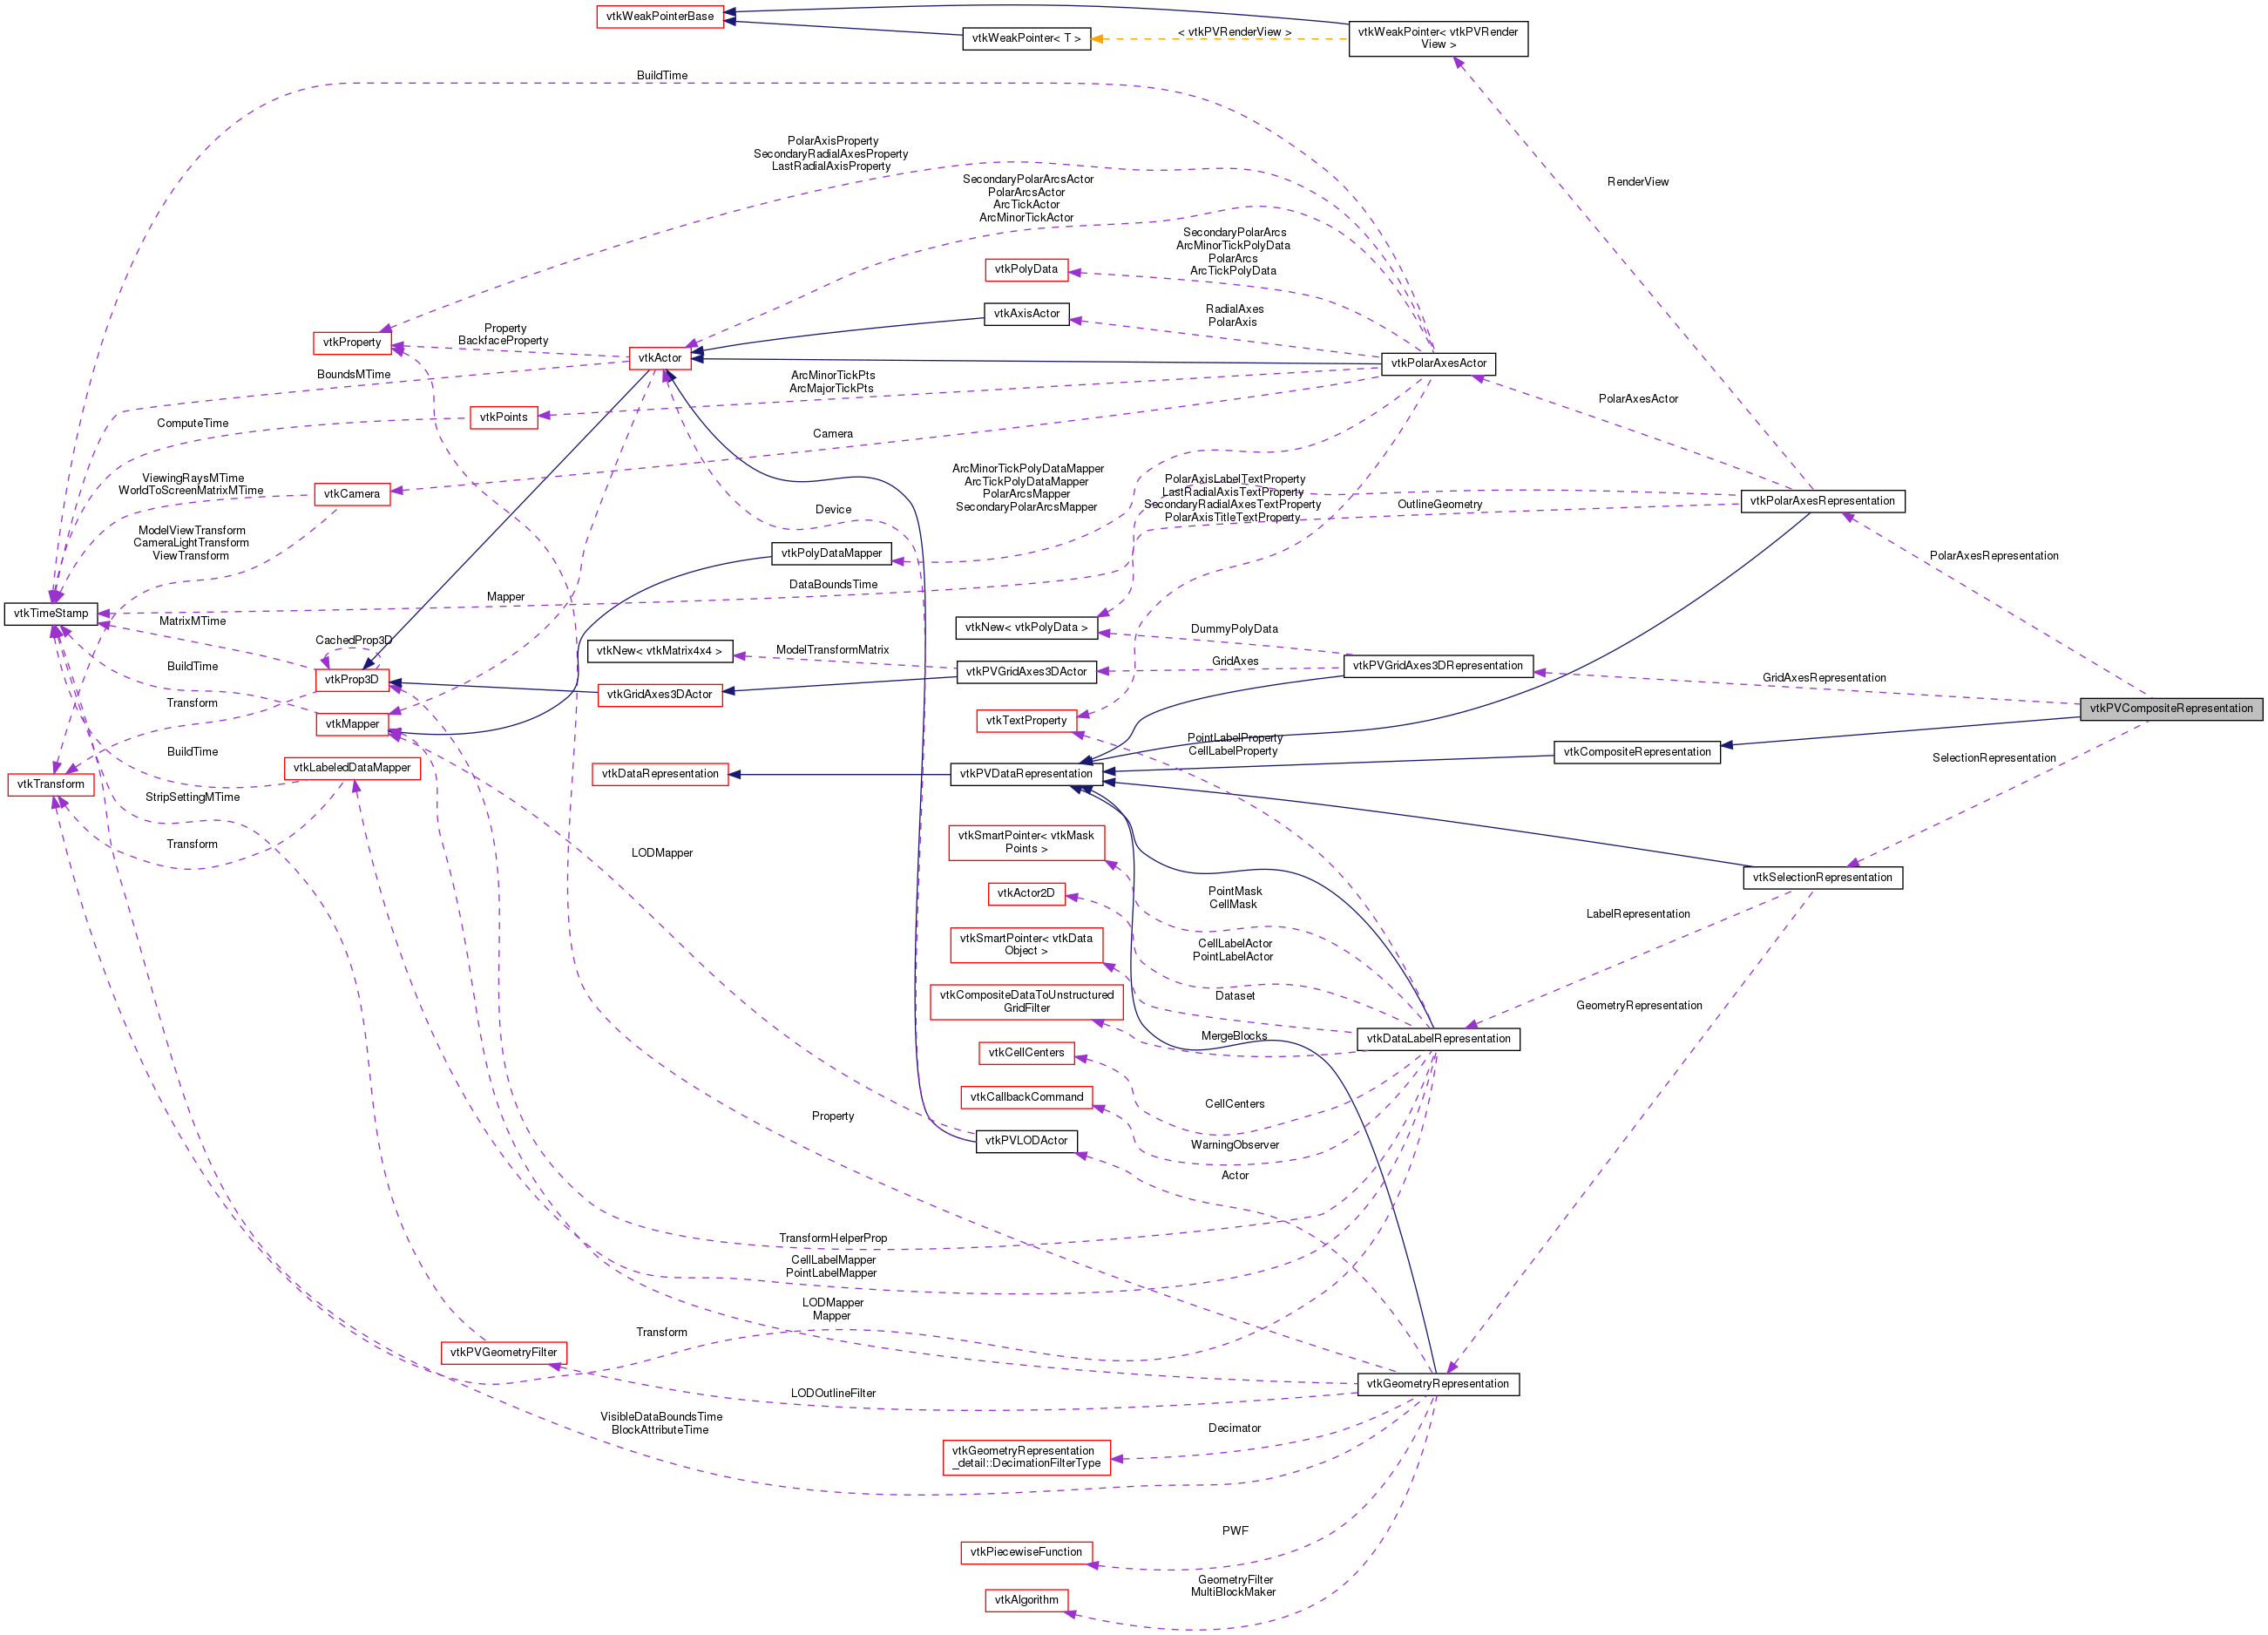 vtkWeakPointerBase
vtkWeakPointer< T >
< vtkPVRenderView >
vtkWeakPointer< vtkPVRender
View >
BuildTime
PolarAxisProperty
SecondaryRadialAxesProperty
LastRadialAxisProperty
SecondaryPolarArcsActor
PolarArcsActor
ArcTickActor
ArcMinorTickActor
RenderView
SecondaryPolarArcs
ArcMinorTickPolyData
PolarArcs
ArcTickPolyData
vtkPolyData
vtkAxisActor
RadialAxes
PolarAxis
vtkProperty
Property
BackfaceProperty
vtkActor
vtkPolarAxesActor
BoundsMTime
ArcMinorTickPts
ArcMajorTickPts
PolarAxesActor
vtkPoints
ComputeTime
Camera
ViewingRaysMTime
WorldToScreenMatrixMTime
vtkCamera
ArcMinorTickPolyDataMapper
ArcTickPolyDataMapper
PolarArcsMapper
SecondaryPolarArcsMapper
PolarAxisLabelTextProperty
LastRadialAxisTextProperty
SecondaryRadialAxesTextProperty
PolarAxisTitleTextProperty
OutlineGeometry
vtkPolarAxesRepresentation
Device
ModelViewTransform
CameraLightTransform
ViewTransform
vtkPolyDataMapper
PolarAxesRepresentation
DataBoundsTime
Mapper
vtkTimeStamp
MatrixMTime
vtkNew< vtkPolyData >
DummyPolyData
CachedProp3D
vtkNew< vtkMatrix4x4 >
ModelTransformMatrix
vtkPVGridAxes3DActor
GridAxes
vtkPVGridAxes3DRepresentation
BuildTime
vtkProp3D
vtkGridAxes3DActor
GridAxesRepresentation
Transform
vtkMapper
vtkTextProperty
vtkPVCompositeRepresentation
BuildTime
PointLabelProperty
CellLabelProperty
vtkCompositeRepresentation
SelectionRepresentation
vtkLabeledDataMapper
vtkDataRepresentation
vtkPVDataRepresentation
vtkTransform
StripSettingMTime
Transform
LODMapper
vtkSmartPointer< vtkMask
Points >
vtkSelectionRepresentation
vtkActor2D
PointMask
CellMask
LabelRepresentation
vtkSmartPointer< vtkData
Object >
CellLabelActor
PointLabelActor
vtkCompositeDataToUnstructured
GridFilter
Dataset
GeometryRepresentation
MergeBlocks
vtkDataLabelRepresentation
vtkCellCenters
vtkCallbackCommand
CellCenters
Property
vtkPVLODActor
WarningObserver
Actor
TransformHelperProp
CellLabelMapper
PointLabelMapper
LODMapper
Mapper
Transform
vtkPVGeometryFilter
vtkGeometryRepresentation
LODOutlineFilter
VisibleDataBoundsTime
BlockAttributeTime
Decimator
vtkGeometryRepresentation
_detail::DecimationFilterType
PWF
vtkPiecewiseFunction
GeometryFilter
MultiBlockMaker
vtkAlgorithm